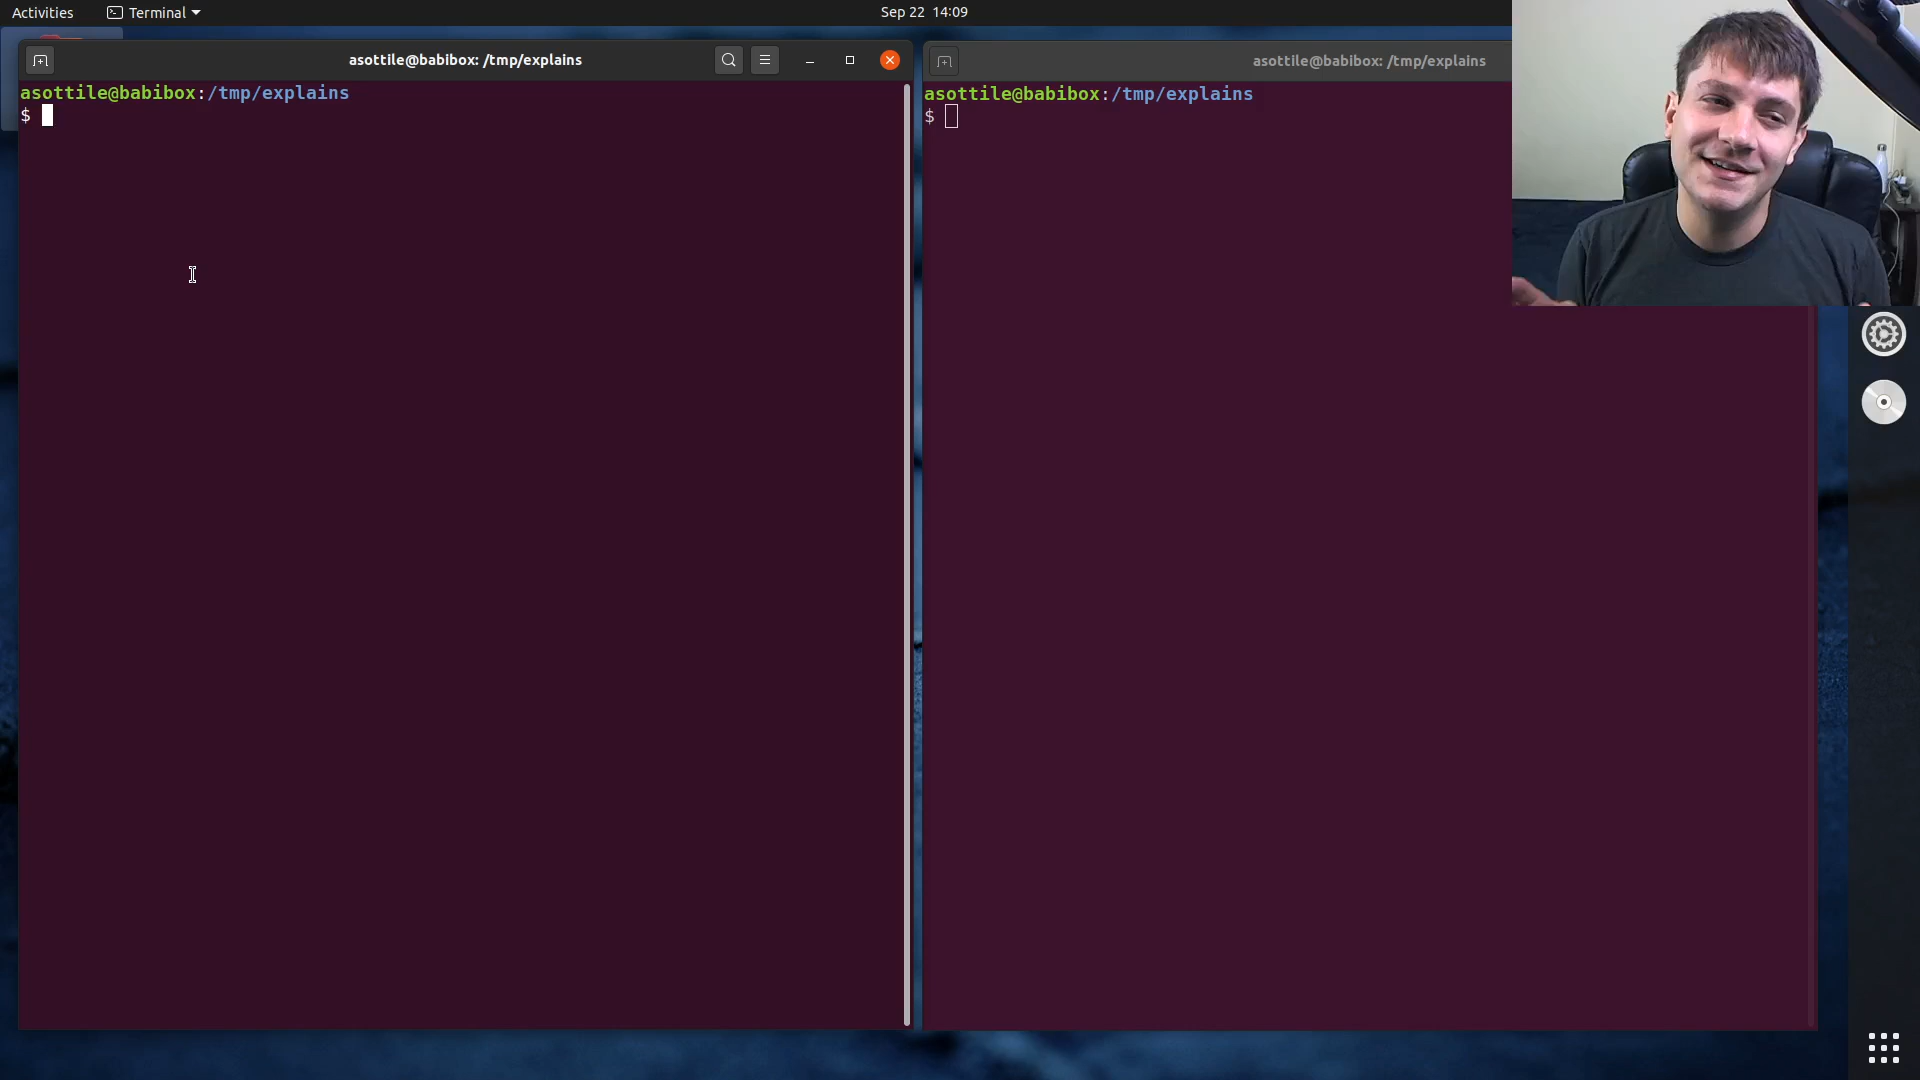 Activities
Terminal
Sep 22 14:09
asottile@babibox: /tmp/explains
asottile@babibox:/tmp/explains
$
asottile@babibox: /tmp/explains
asottile@babibox:/tmp/explains
$